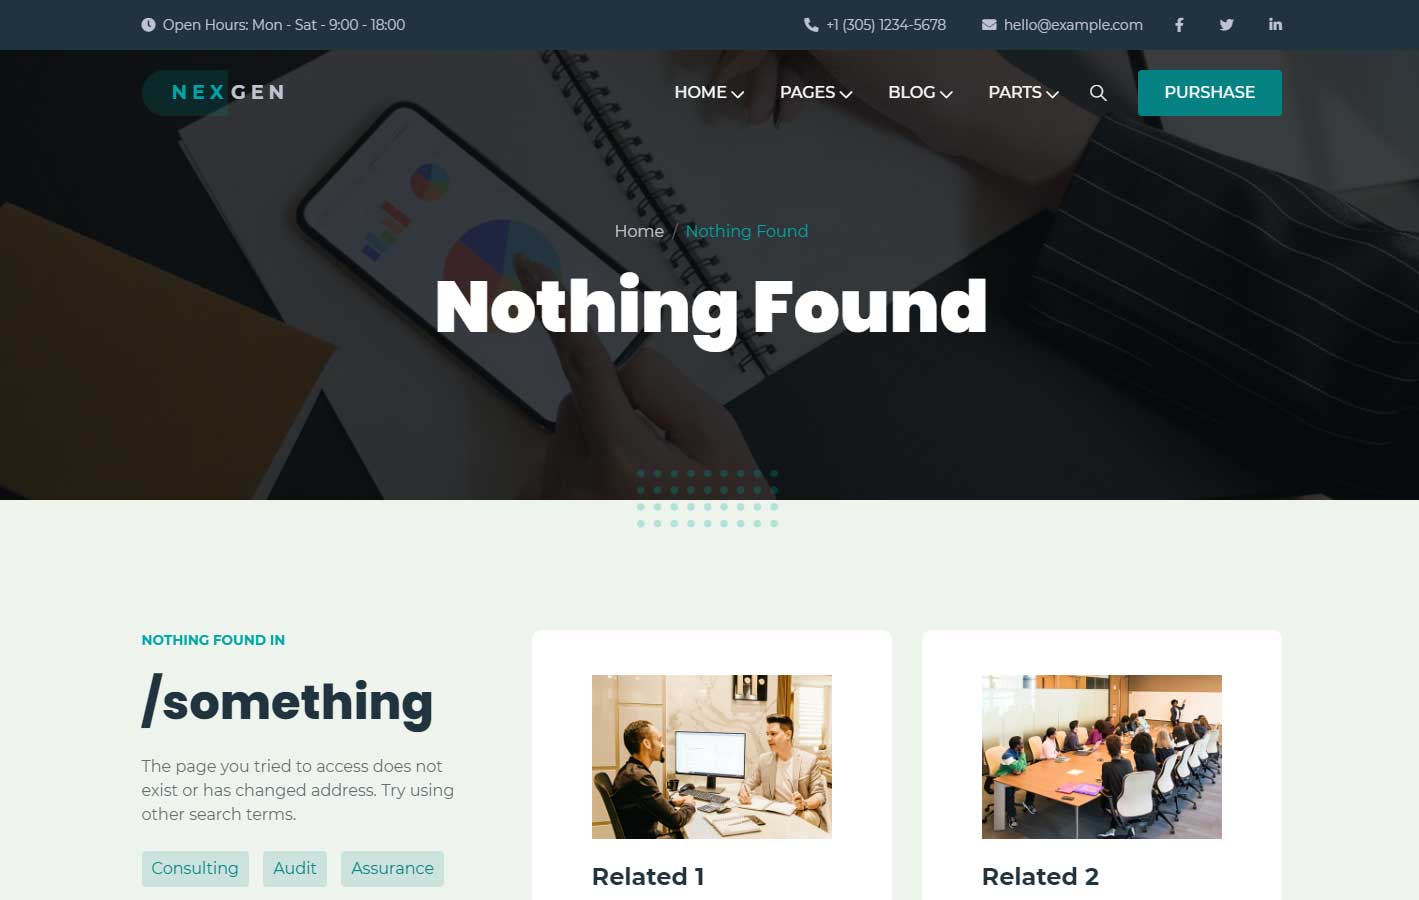 Open Hours: Mon - Sat - 9:00 - 18:00
+1 (305) 1234-5678
hello@example.com
NEXGEN
HOME
PAGES
BLOG
PARTS
PURSHASE
Home / Nothing Found
Nothing Found
NOTHING FOUND IN
/something
The page you tried to access does not
exist or has changed address. Try using
other search terms.
Consulting
Audit
Assurance
Related 1
Related 2